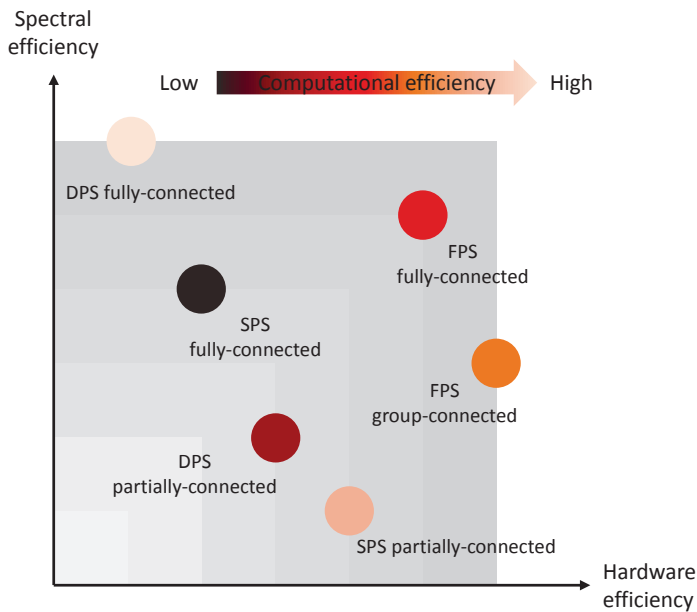 Spectral
efficiency
Low
Computational efficiency
High
DPS fully-connected
FPS
fully-connected
SPS
fully-connected
FPS
group-connected
DPS
partially-connected
SPS partially-connected
Hardware
efficiency